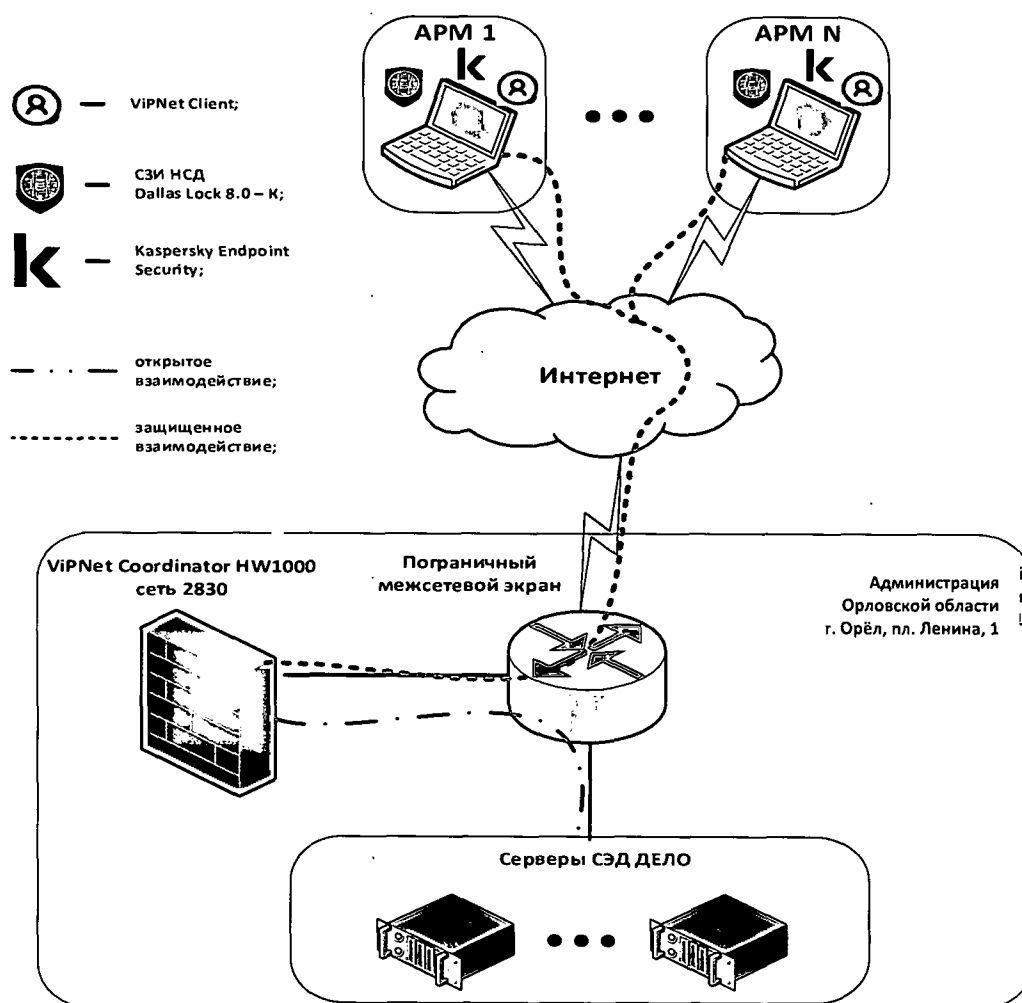 АРМ 1
АРМ N
ViPNet Client;
СЗИ НСД
Dallas Lock 8.0 – K;
Kaspersky Endpoint
Security;
открытое
взаимодействие;
защищенное
взаимодействие;
Интернет
ViPNet Coordinator HW1000
сеть 2830
Пограничный
межсетевой экран
Администрация
Орловской области
г. Орёл, пл. Ленина, 1
Серверы СЭД ДЕЛО